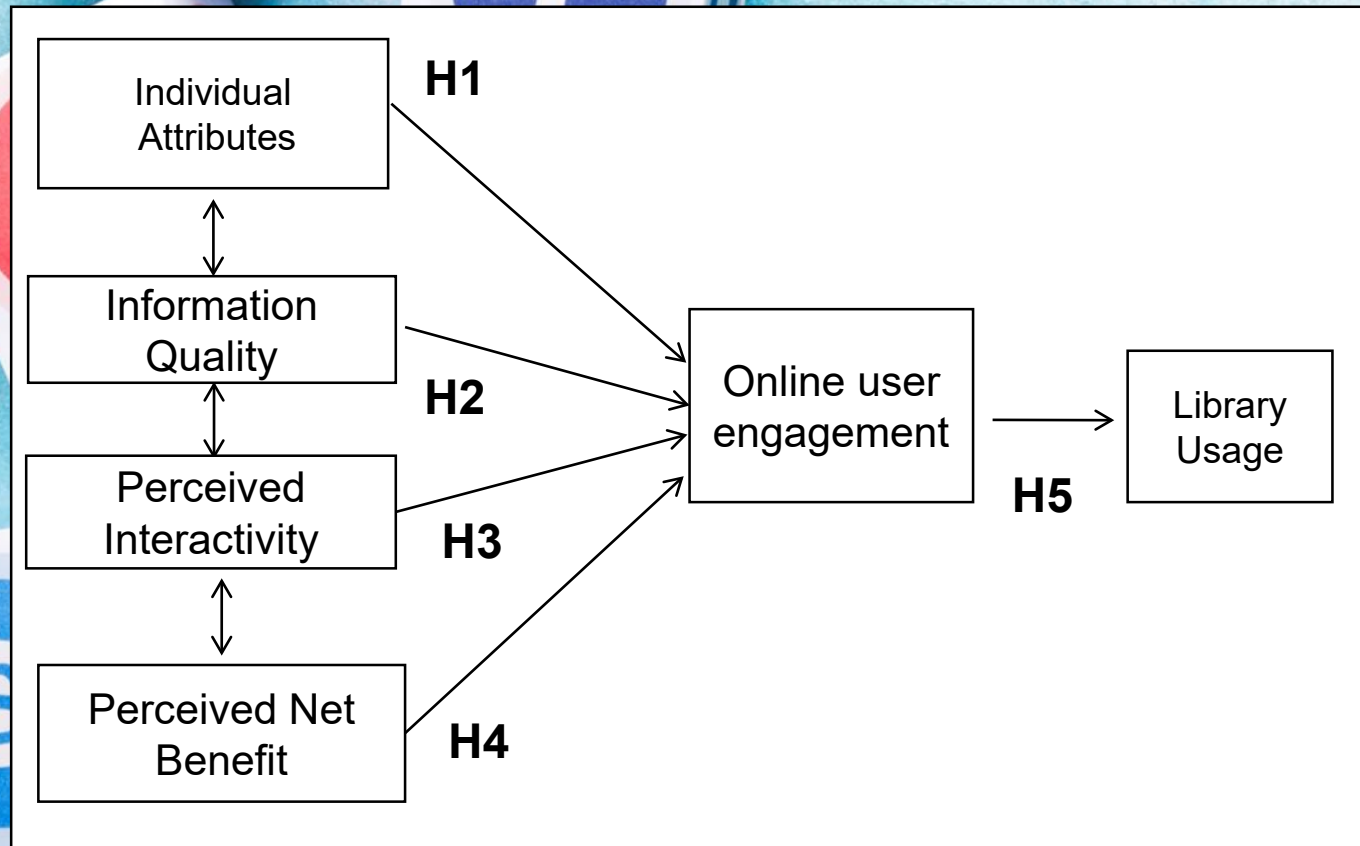 Individual
Attributes
H1
Information
Quality
H2
Perceived
Interactivity
H3
Perceived Net
Benefit
H4
Online user
engagement
H5
Library
Usage